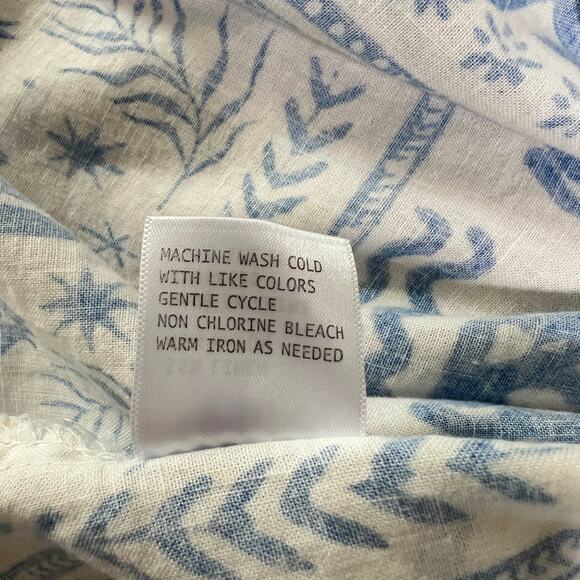 MACHINE WASH COLD
WITH LIKE COLORS
GENTLE CYCLE
NON CHLORINE BLEACH
WARM IRON AS NEEDED